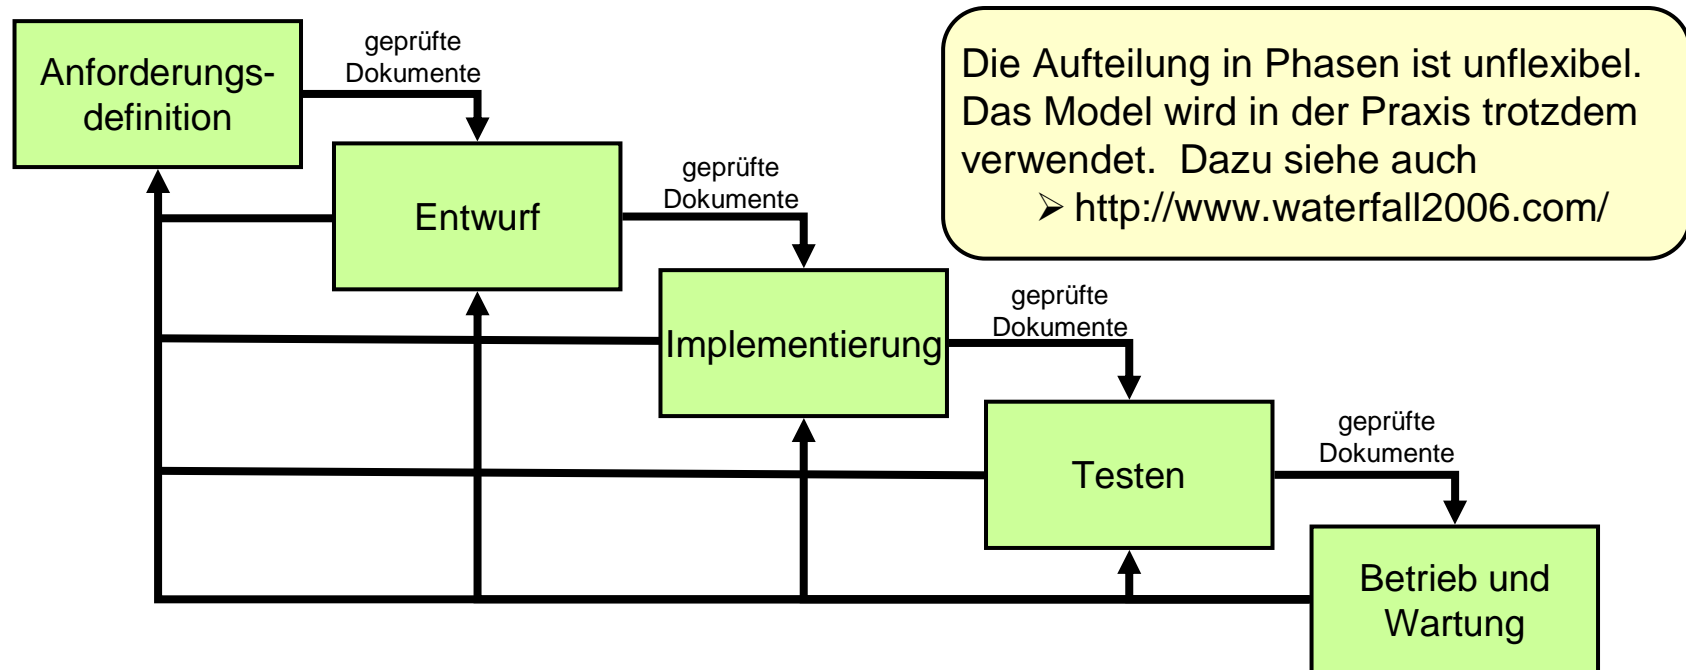 Anforderungs-
definition
geprüfte
Dokumente
Die Aufteilung in Phasen ist unflexibel.
Das Model wird in der Praxis trotzdem
verwendet.  Dazu siehe auch
➢ http://www.waterfall2006.com/
Entwurf
geprüfte
Dokumente
Implementierung
geprüfte
Dokumente
Testen
geprüfte
Dokumente
Betrieb und
Wartung